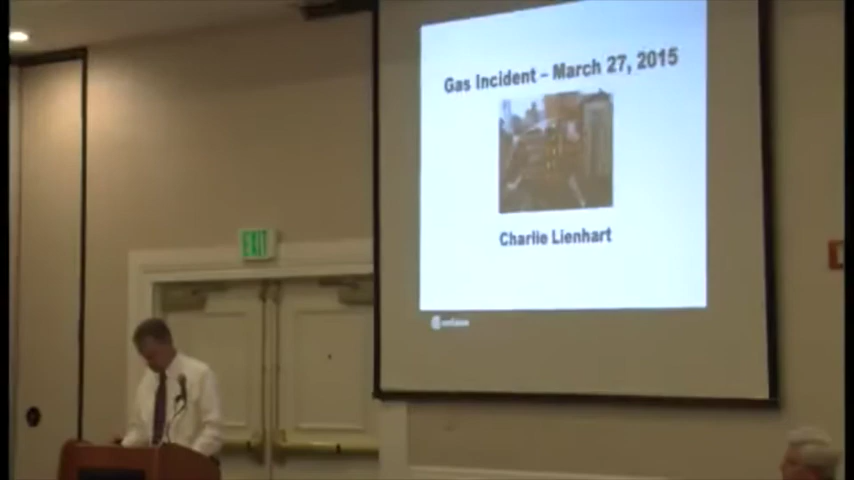 Gas Incident – March 27, 2015
Charlie Lienhart
EXIT